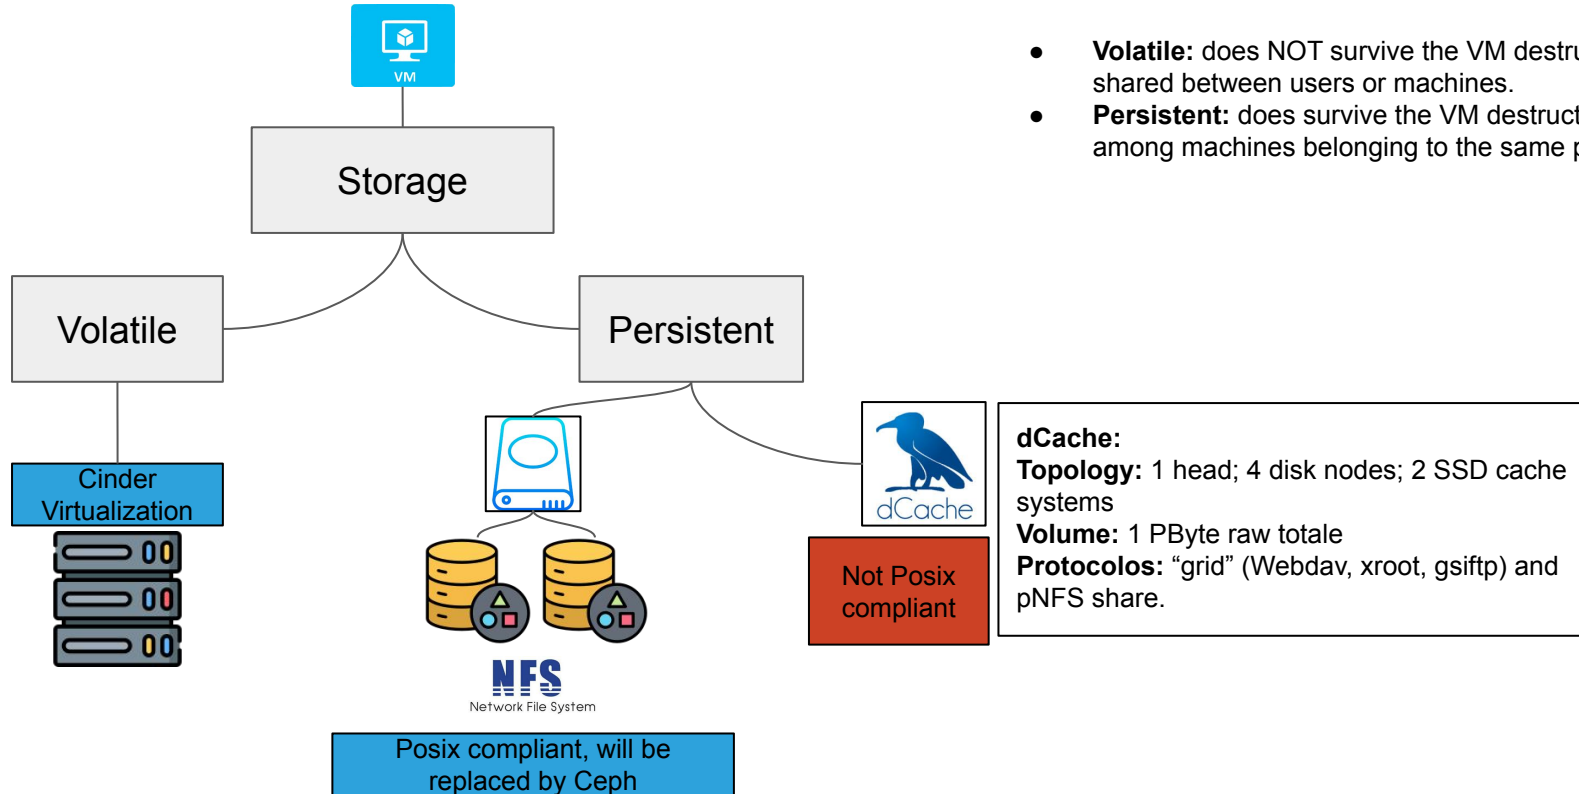 VM
Storage
● Volatile: does NOT survive the VM
shared between users or machines.
● Persistent: does survive the VM
among machines belonging to the same
Volatile
Persistent
Cinder
Virtualization
NFS
Network File System
Posix compliant, will be
replaced by Ceph
dCache
Not Posix
compliant
dCache:
Topology: 1 head; 4 disk nodes; 2 SSD cache
systems
Volume: 1 PByte raw totale
Protocolos: “grid” (Webdav, xroot, gsiftp) and
pNFS share.